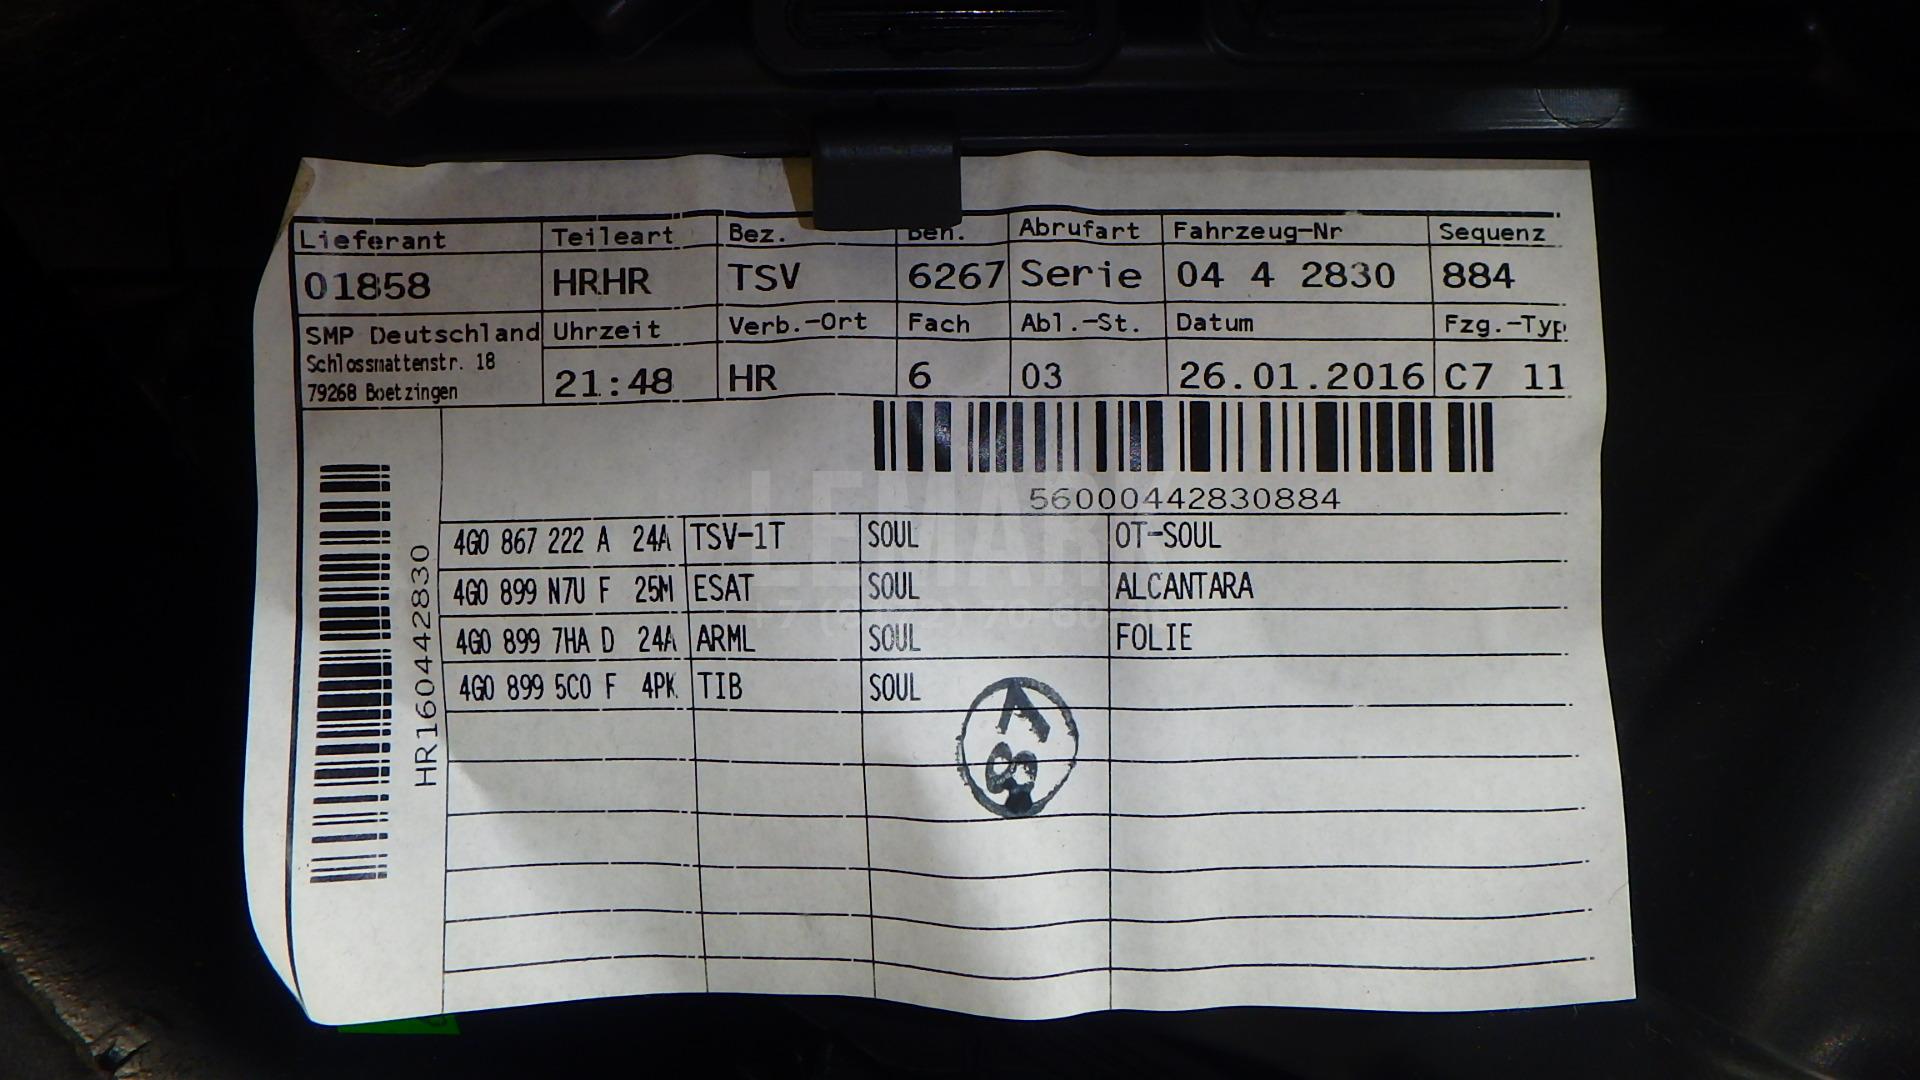 Lieferant Teileart Bez. Ben. Abrufart Fahrzeug-Nr Sequenz
01858 HRHR TSV 6267 Serie 04 4 2830 884
SMP Deutschland Uhrzeit Verb.-Ort Fach Abl.-St. Datum Fzg.-Typ
Schlossmattenstr. 18
79268 Boetzingen 21:48 HR 6 03 26.01.2016 C7 11
56000442830884
HR160442830
4G0 867 222 A 24A TSV-1T SOUL OT-SOUL
4G0 899 N7U F 25M ESAT SOUL ALCANTARA
4G0 899 7HA D 24A ARML SOUL FOLIE
4G0 899 5C0 F 4PK TIB SOUL
LEMARK